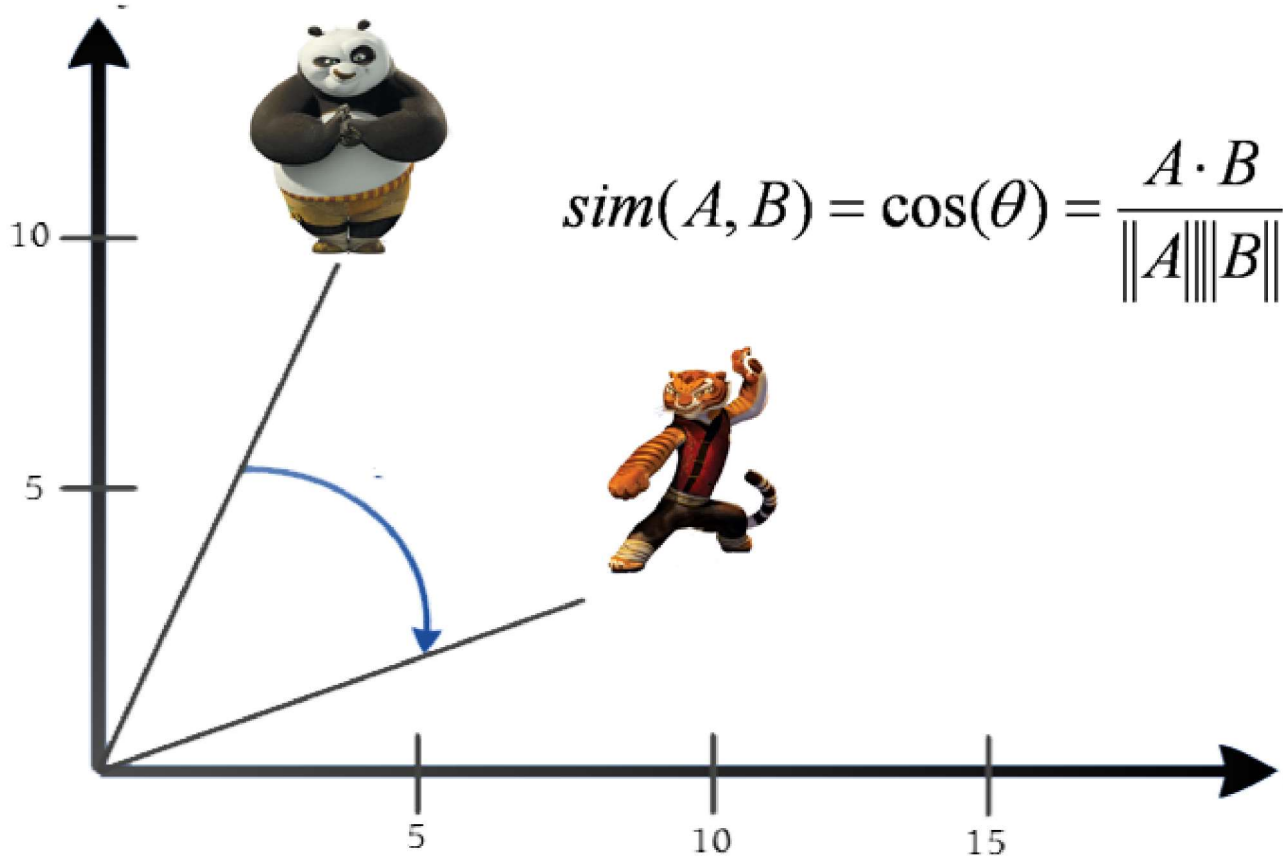 10
sim(A, B) = cos(θ) = A · B / ‖A‖‖B‖
5
5 10 15